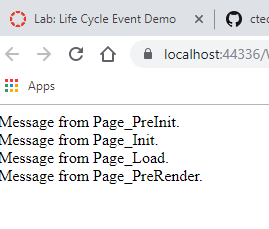 Lab: Life Cycle Event Demo
cteo
localhost:44336/
Apps
Message from Page_PreInit.
Message from Page_Init.
Message from Page_Load.
Message from Page_PreRender.